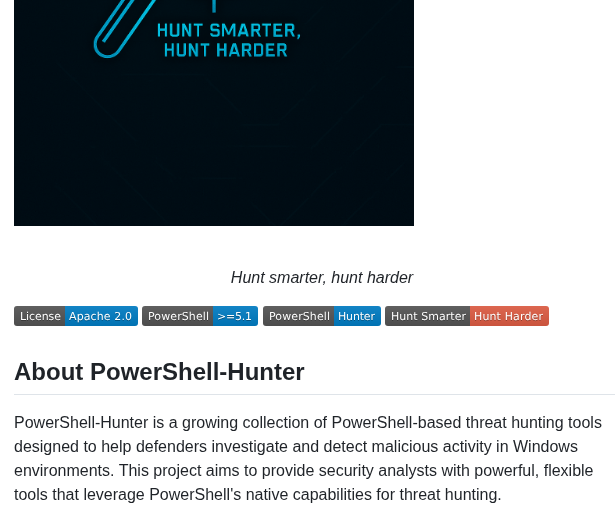 HUNT SMARTER,
HUNT HARDER
Hunt smarter, hunt harder
License Apache 2.0 PowerShell >=5.1 PowerShell Hunter Hunt Smarter Hunt Harder
About PowerShell-Hunter
PowerShell-Hunter is a growing collection of PowerShell-based threat hunting tools
designed to help defenders investigate and detect malicious activity in Windows
environments. This project aims to provide security analysts with powerful, flexible
tools that leverage PowerShell's native capabilities for threat hunting.